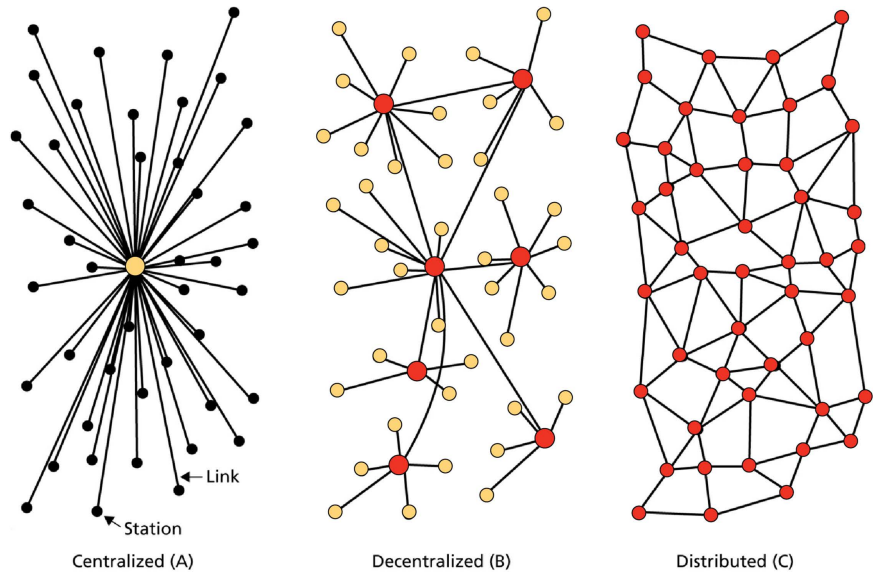 Link
Station
Centralized (A)
Decentralized (B)
Distributed (C)